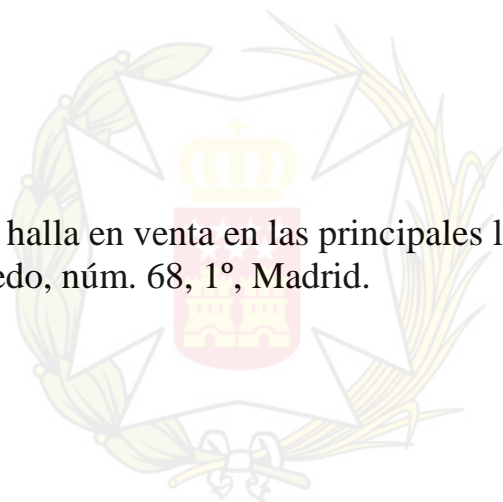 halla en venta en las principales
edo, núm. 68, 1º, Madrid.